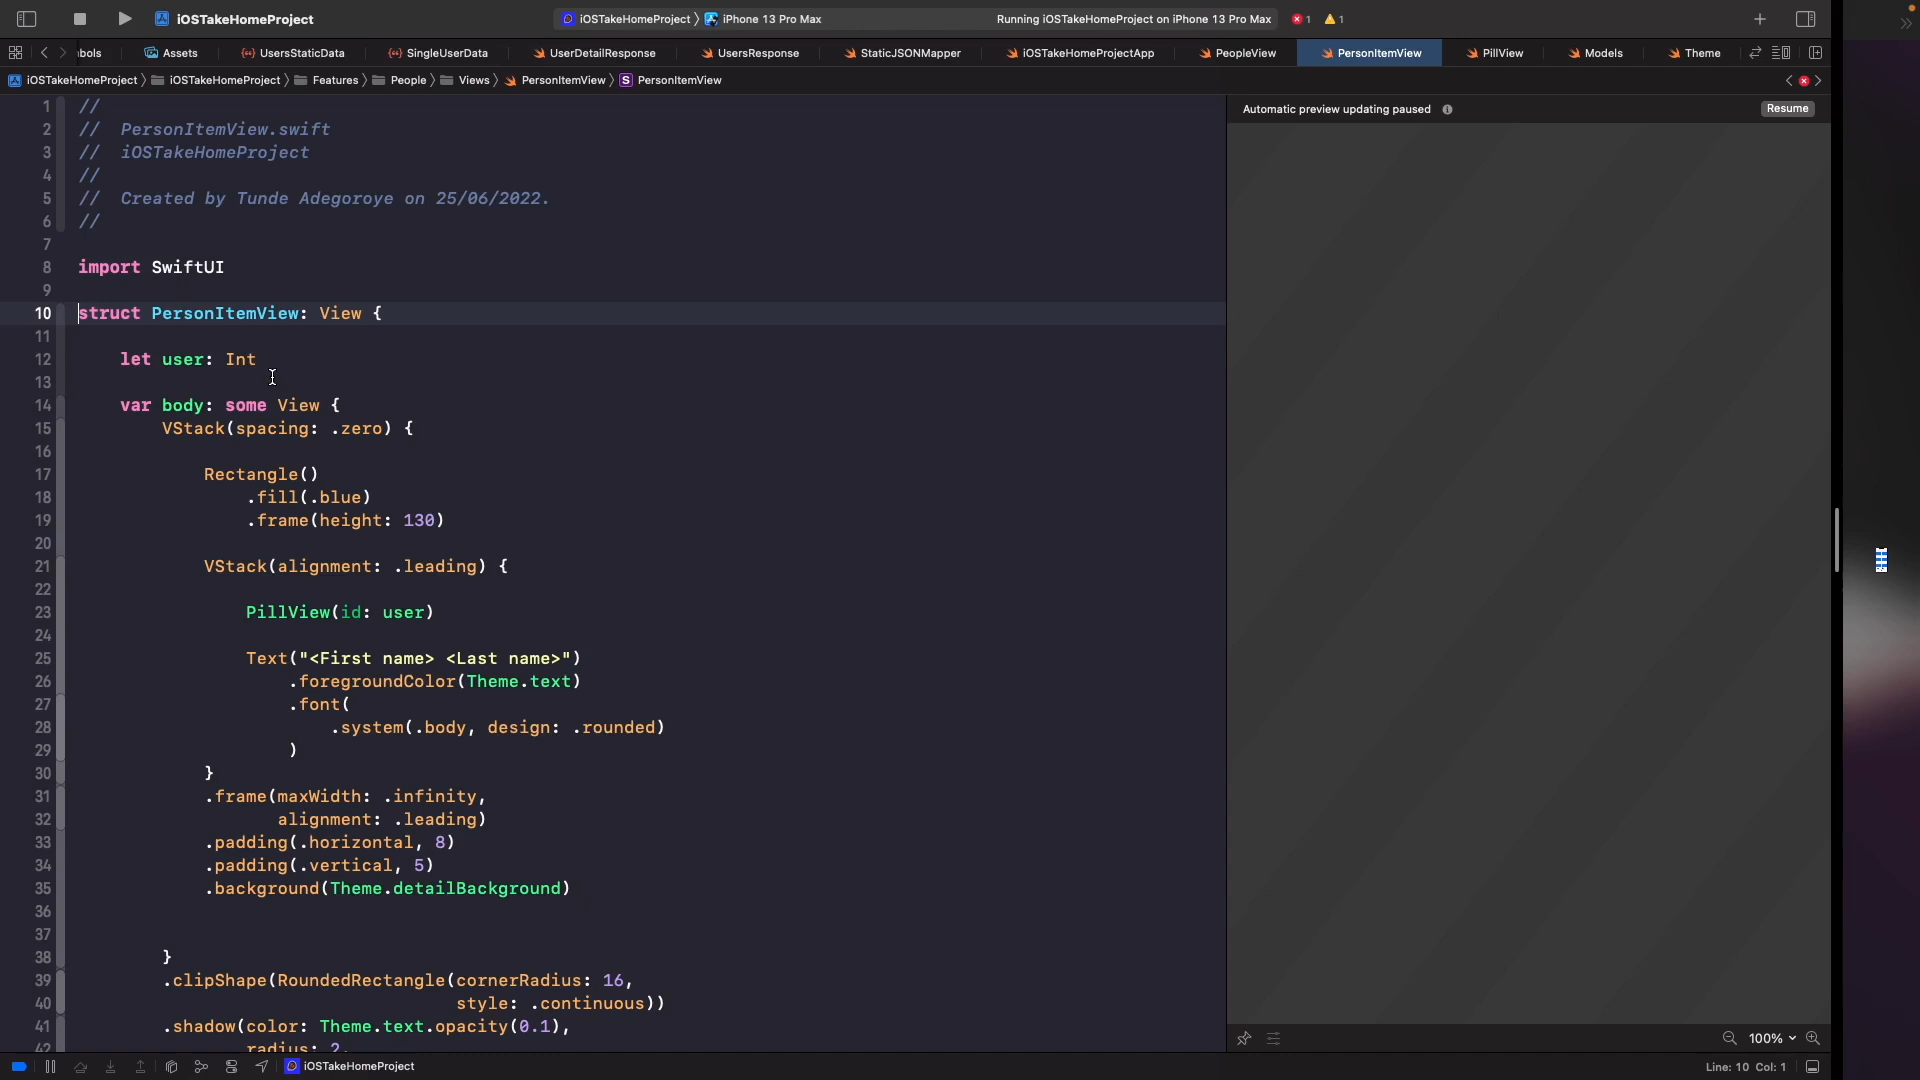 iOSTakeHomeProject
iOSTakeHomeProject 〉 iPhone 13 Pro Max
Running iOSTakeHomeProject on iPhone 13 Pro Max
1
1
bols
Assets
UsersStaticData
SingleUserData
UserDetailResponse
UsersResponse
StaticJSONMapper
iOSTakeHomeProjectApp
PeopleView
PersonItemView
PillView
Models
Theme
iOSTakeHomeProject 〉 iOSTakeHomeProject 〉 Features 〉 People 〉 Views 〉 PersonItemView 〉 S PersonItemView
Automatic preview updating paused
Resume
1 //
2 // PersonItemView.swift
3 // iOSTakeHomeProject
4 //
5 // Created by Tunde Adegoroye on 25/06/2022.
6 //
7
8 import SwiftUI
9
10 struct PersonItemView: View {
11
12 let user: Int
13
14 var body: some View {
15 VStack(spacing: .zero) {
16
17 Rectangle()
18 .fill(.blue)
19 .frame(height: 130)
20
21 VStack(alignment: .leading) {
22
23 PillView(id: user)
24
25 Text("<First name> <Last name>")
26 .foregroundColor(Theme.text)
27 .font(
28 .system(.body, design: .rounded)
29 )
30 }
31 .frame(maxWidth: .infinity,
32 alignment: .leading)
33 .padding(.horizontal, 8)
34 .padding(.vertical, 5)
35 .background(Theme.detailBackground)
36
37
38 }
39 .clipShape(RoundedRectangle(cornerRadius: 16,
40 style: .continuous))
41 .shadow(color: Theme.text.opacity(0.1),
42 radius: 2,
100%
iOSTakeHomeProject
Line: 10 Col: 1